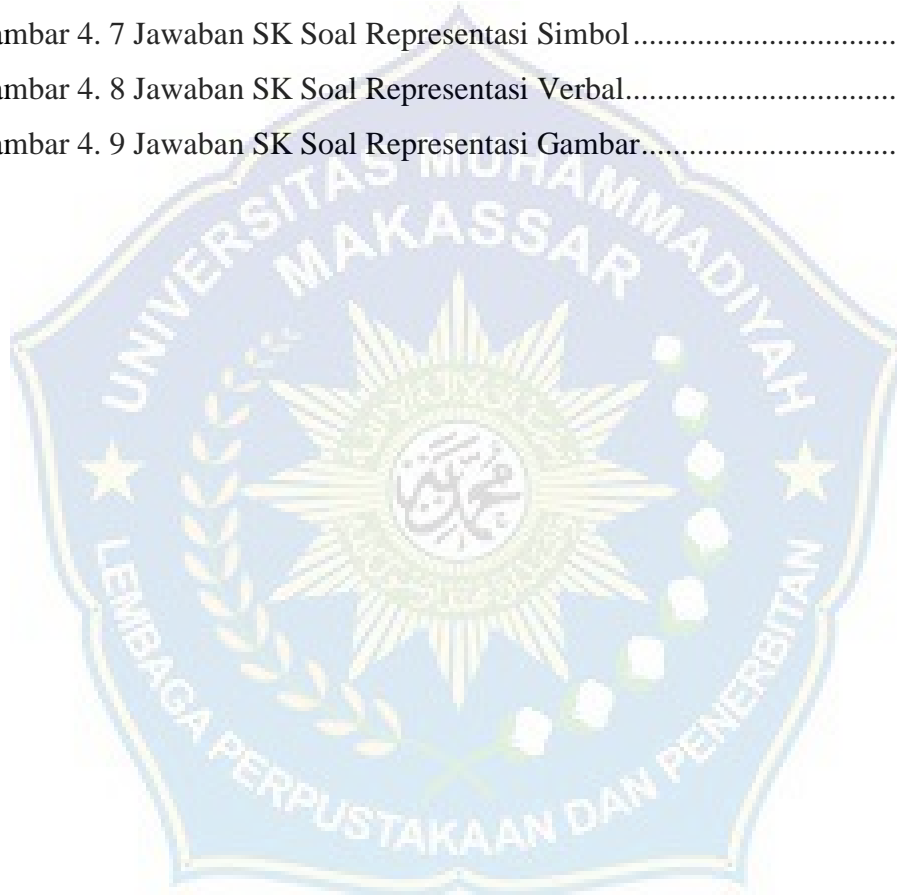 ambar 4. 7 Jawaban SK Soal Representasi Simbol.................................
ambar 4. 8 Jawaban SK Soal Representasi Verbal.................................
ambar 4. 9 Jawaban SK Soal Representasi Gambar...............................
UNIVERSITAS MUHAMMADIYAH
MAKASSAR
LEMBAGA PERPUSTAKAAN DAN PENERBITAN